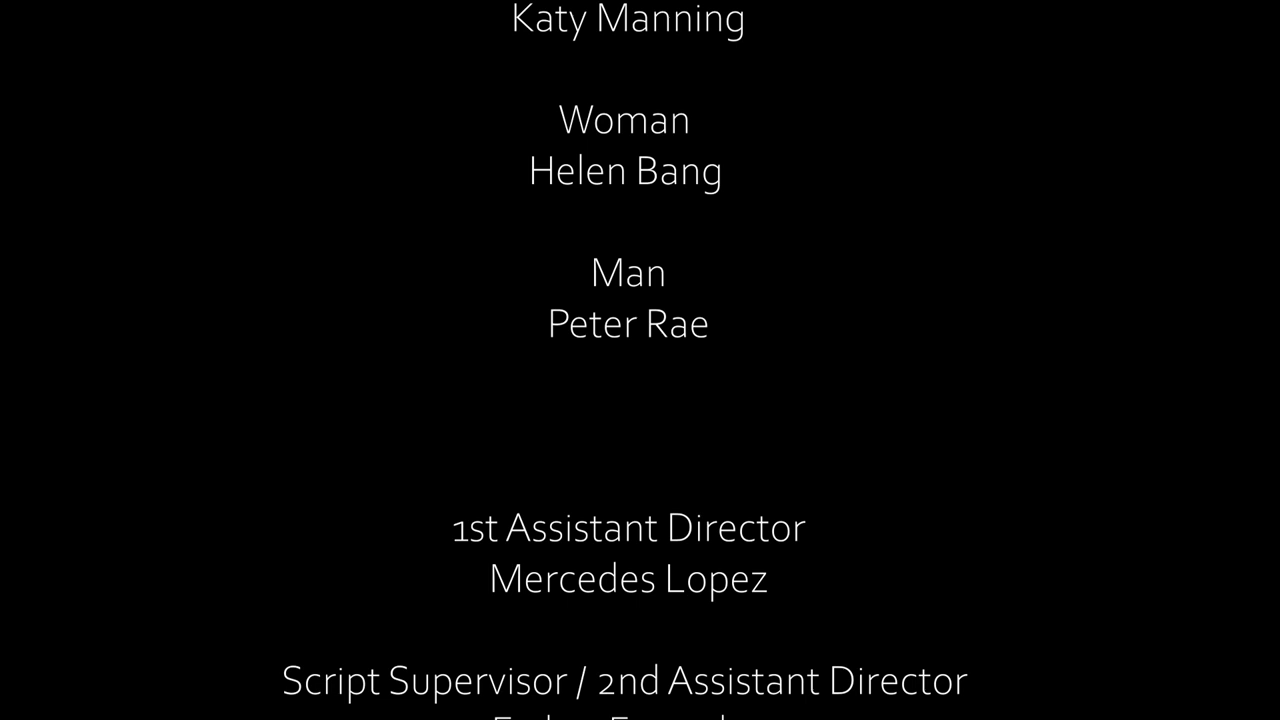 Katy Manning
Woman
Helen Bang
Man
Peter Rae
1st Assistant Director
Mercedes Lopez
Script Supervisor / 2nd Assistant Director